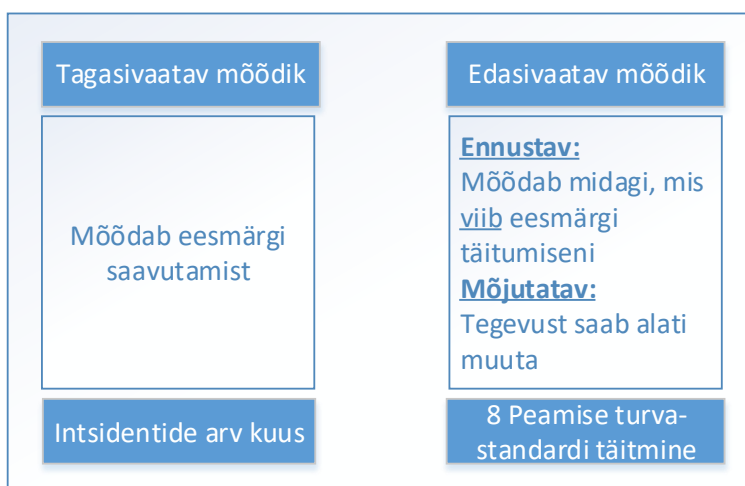 Tagasivaatav mõõdik
Mõõdab eesmärgi
saavutamist
Intsidentide arv kuus
Edasivaatav mõõdik
Ennustav:
Mõõdab midagi, mis
viib eesmärgi
täitumiseni
Mõjutatav:
Tegevust saab alati
muuta
8 Peamise turva-
standardi täitmine